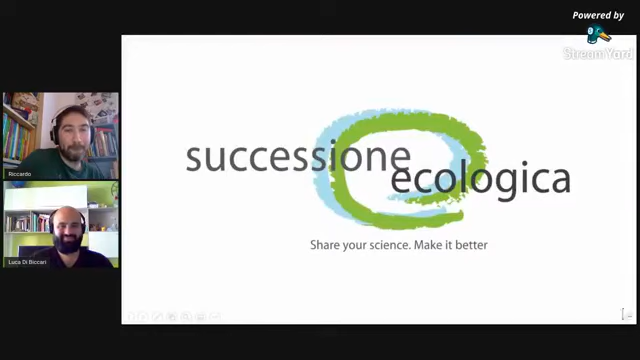 Powered by
StreamYard
Riccardo
Luca Di Biccari
successione
ecologica
Share your science. Make it better